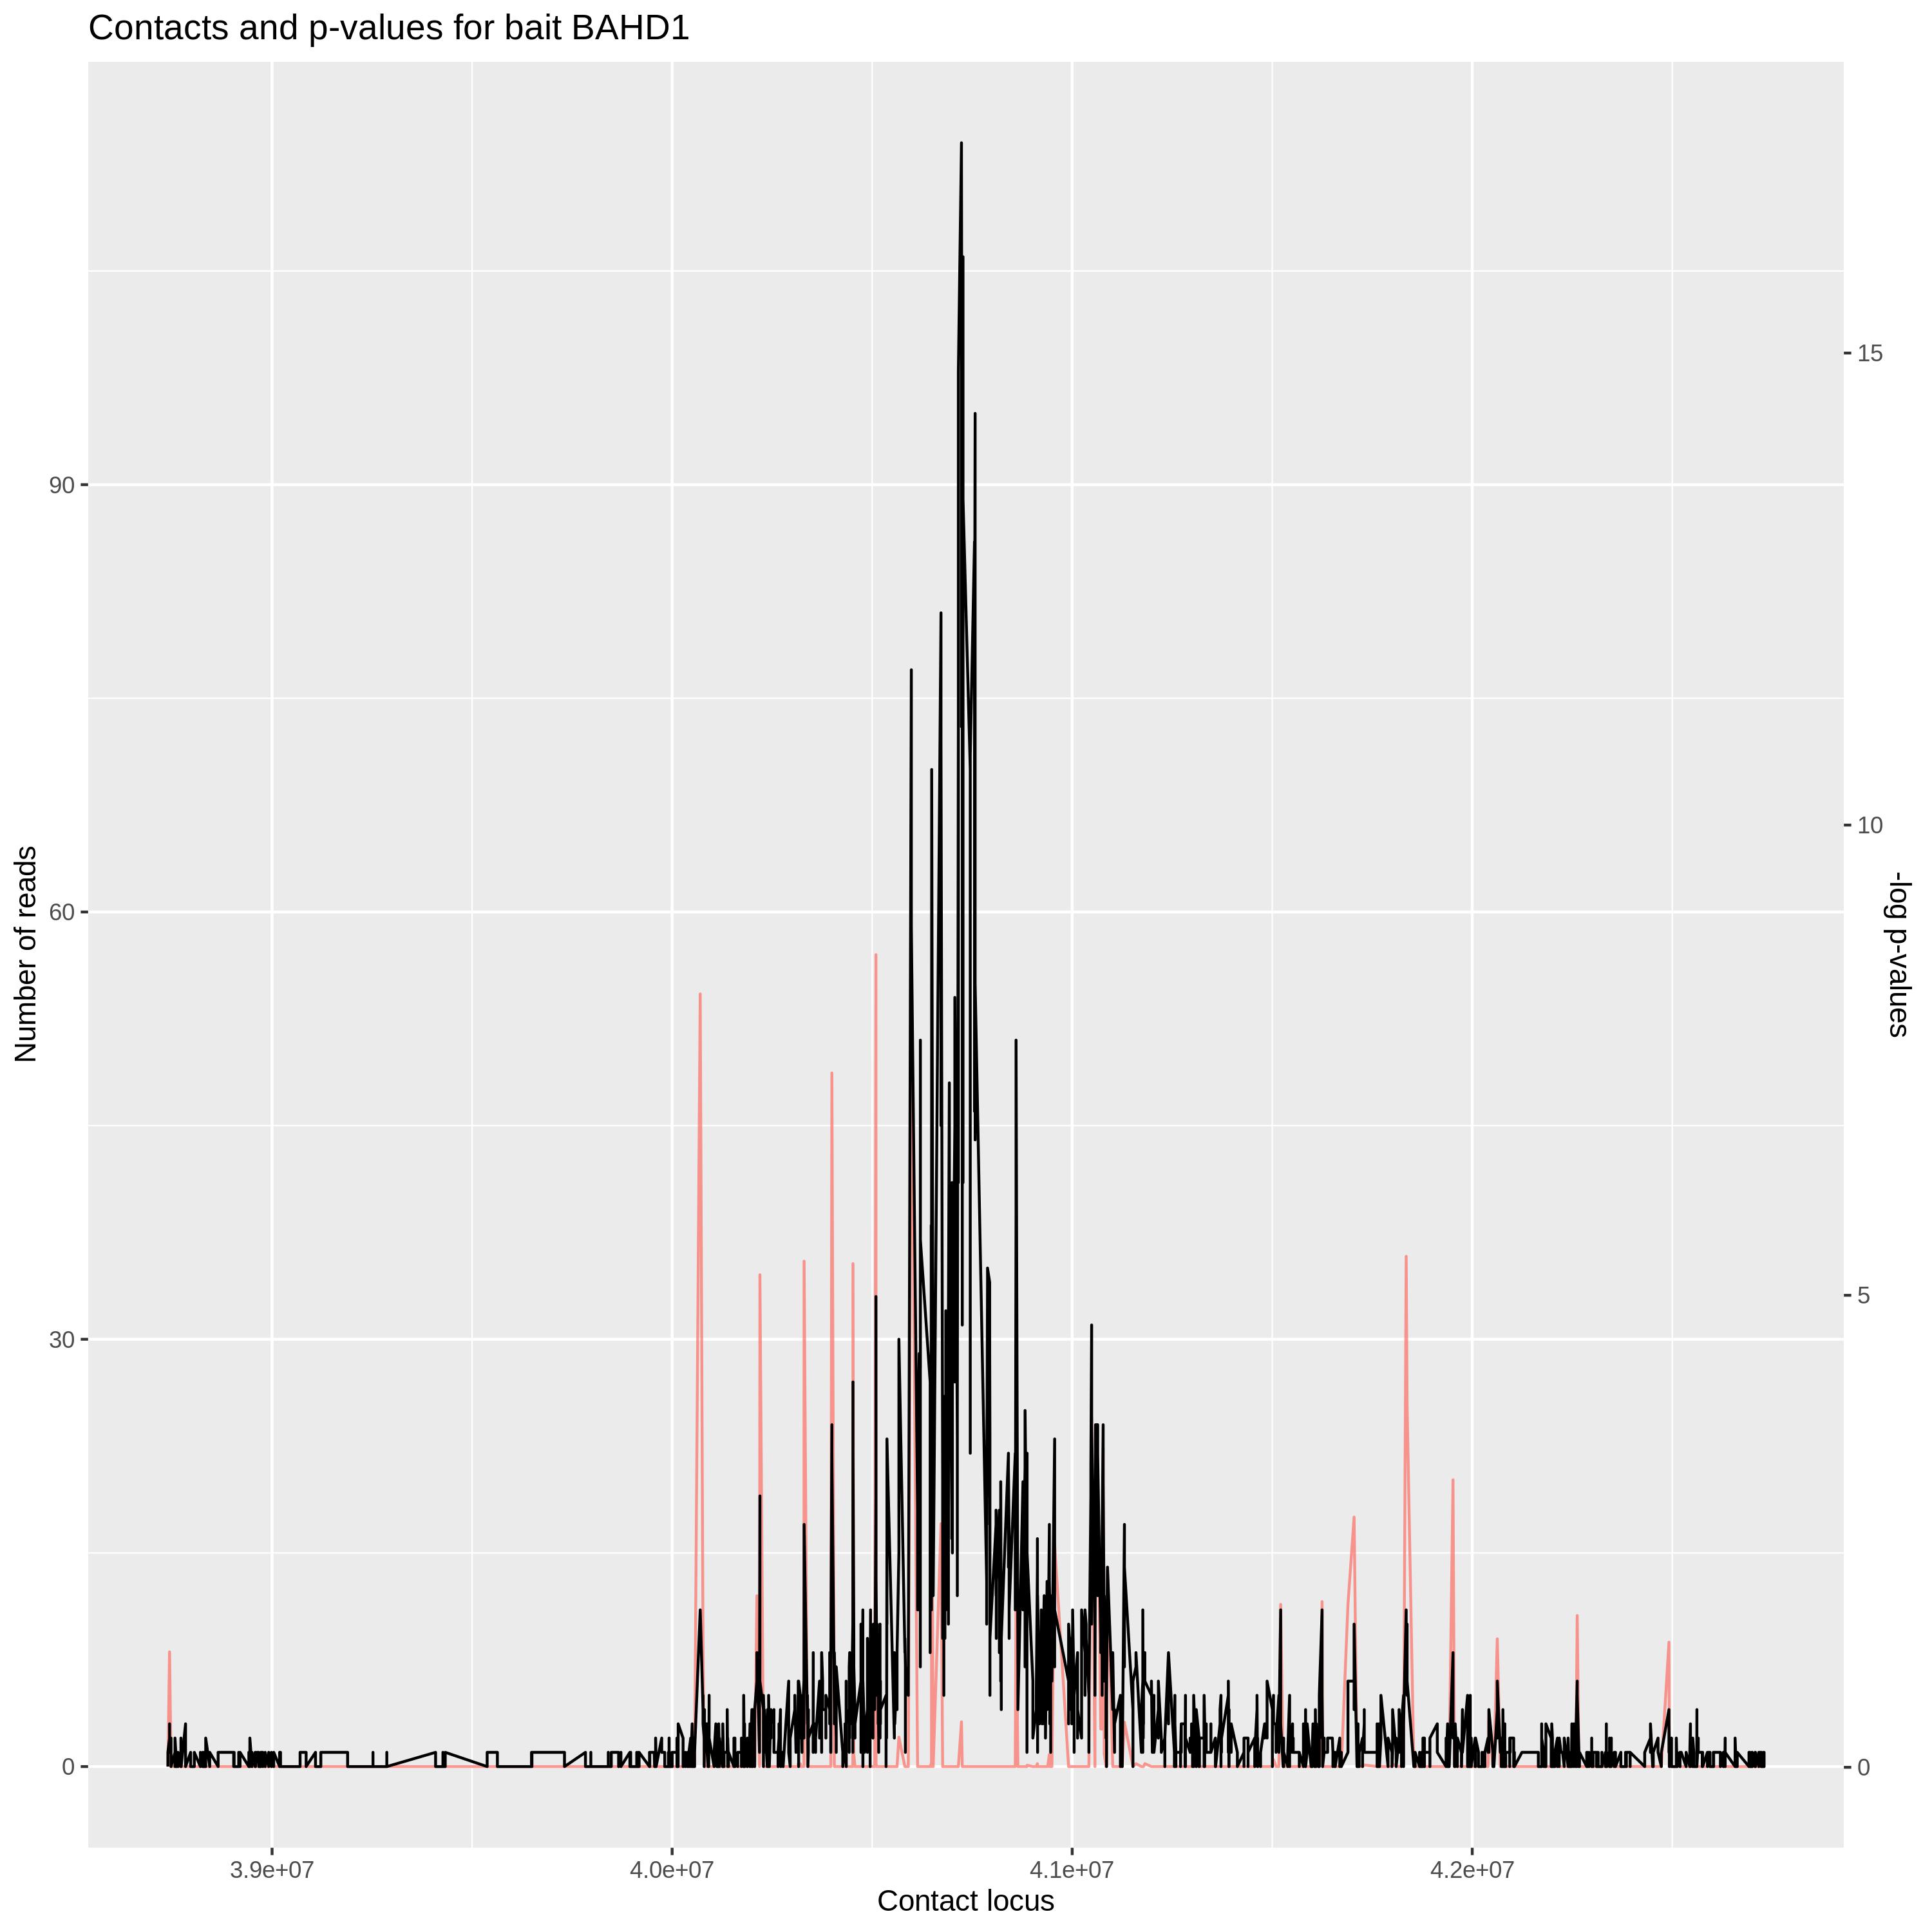 Contacts and p-values for bait BAHD1
Number of reads
90
60
30
0
15
10
5
0
-log p-values
3.9e+07
4.0e+07
4.1e+07
4.2e+07
Contact locus